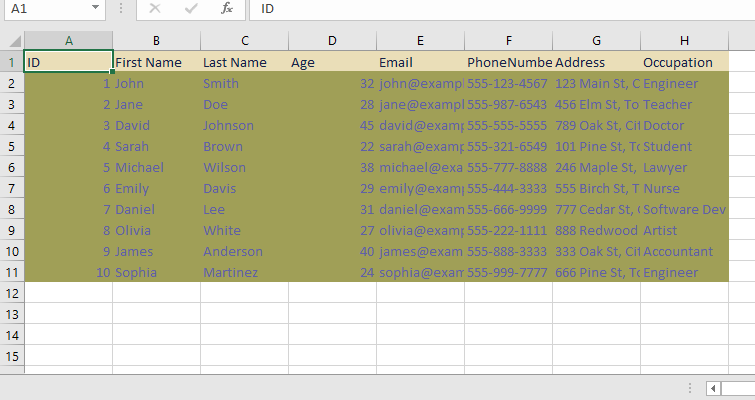 A1 fx ID
A B C D E F G H
1 ID First Name Last Name Age Email PhoneNumbe Address Occupation
2 1 John Smith 32 john@exampl 555-123-4567 123 Main St, C Engineer
3 2 Jane Doe 28 jane@exampl 555-987-6543 456 Elm St, To Teacher
4 3 David Johnson 45 david@examp 555-555-5555 789 Oak St, Cit Doctor
5 4 Sarah Brown 22 sarah@examp 555-321-6549 101 Pine St, To Student
6 5 Michael Wilson 38 michael@exa 555-777-8888 246 Maple St, Lawyer
7 6 Emily Davis 29 emily@examp 555-444-3333 555 Birch St, T Nurse
8 7 Daniel Lee 31 daniel@exam 555-666-9999 777 Cedar St, Software Dev
9 8 Olivia White 27 olivia@examp 555-222-1111 888 Redwood Artist
10 9 James Anderson 40 james@exam 555-888-3333 333 Oak St, Cit Accountant
11 10 Sophia Martinez 24 sophia@exam 555-999-7777 666 Pine St, To Engineer
12
13
14
15